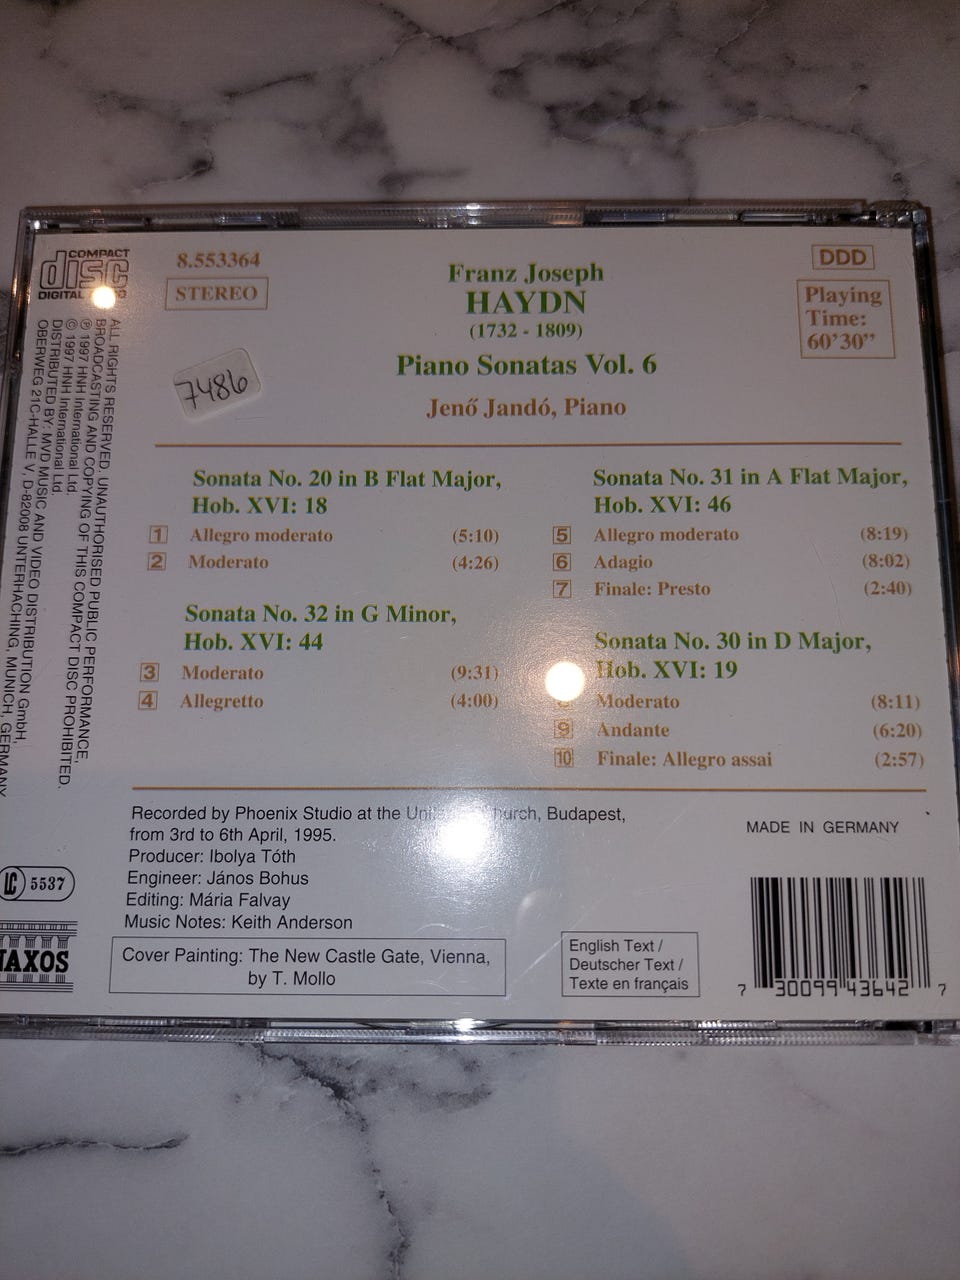 COMPACT
disc
DIGITAL
8.553364
STEREO
7486
Franz Joseph
HAYDN
(1732 - 1809)
Piano Sonatas Vol. 6
Jenő Jandó, Piano
DDD
Playing
Time:
60'30"
Sonata No. 20 in B Flat Major,
Hob. XVI: 18
1 Allegro moderato (5:10)
2 Moderato (4:26)
Sonata No. 32 in G Minor,
Hob. XVI: 44
3 Moderato (9:31)
4 Allegretto (4:00)
Sonata No. 31 in A Flat Major,
Hob. XVI: 46
5 Allegro moderato (8:19)
6 Adagio (8:02)
7 Finale: Presto (2:40)
Sonata No. 30 in D Major,
Hob. XVI: 19
Moderato (8:11)
9 Andante (6:20)
10 Finale: Allegro assai (2:57)
Recorded by Phoenix Studio at the Church, Budapest,
from 3rd to 6th April, 1995.
Producer: Ibolya Tóth
Engineer: János Bohus
Editing: Mária Falvay
Music Notes: Keith Anderson
Cover Painting: The New Castle Gate, Vienna,
by T. Mollo
English Text /
Deutscher Text /
Texte en français
MADE IN GERMANY
7 30099 43642 7
ALL RIGHTS RESERVED. UNAUTHORISED PUBLIC PERFORMANCE,
BROADCASTING AND COPYING OF THIS COMPACT DISC PROHIBITED.
℗ 1997 HNH International Ltd.
© 1997 HNH International Ltd.
DISTRIBUTED BY: MVD MUSIC AND VIDEO DISTRIBUTION GmbH,
OBERWEG 21C-HALLE V, D-82008 UNTERHACHING, MUNICH, GERMANY
LC 5537
NAXOS